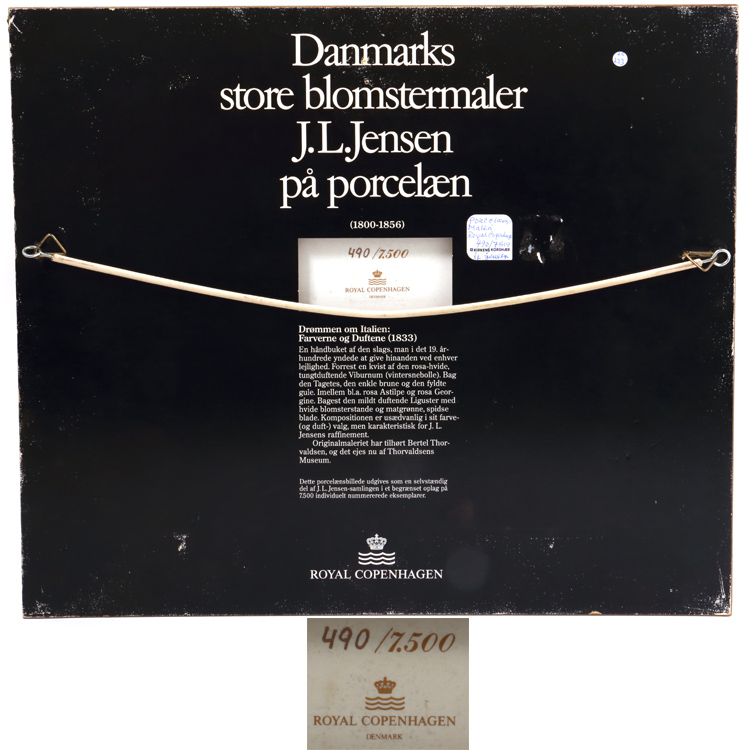 Danmarks
store blomstermaler
J.L.Jensen
på porcelæn
(1800-1856)
490/7.500
ROYAL COPENHAGEN
DENMARK
Porcelæns
490/7500
KIRKENS KORSHÆR
Drømmen om Italien:
Farverne og Duftene (1833)
En håndbuket af den slags, man i det 19. år-
hundrede yndede at give hinanden ved enhver
lejlighed. Forrest en kvist af den rosa-hvide,
tungtduftende Viburnum (vintersnebolle). Bag
den Tagetes, den enkle brune og den fyldte
gule. Imellem bl.a. rosa Astilpe og rosa Geor-
gine. Bagest den mildt duftende Liguster med
hvide blomsterstande og matgrønne, spidse
blade. Kompositionen er usædvanlig i sit farve-
(og duft-) valg, men karakteristisk for J. L.
Jensens raffinement.
Originalmaleriet har tilhørt Bertel Thor-
valdsen, og det ejes nu af Thorvaldsens
Museum.
Dette porcelænsbillede udgives som en selvstændig
del af J.L.Jensen-samlingen i et begrænset oplag på
7.500 individuelt nummererede eksemplarer.
ROYAL COPENHAGEN
490/7.500
ROYAL COPENHAGEN
DENMARK